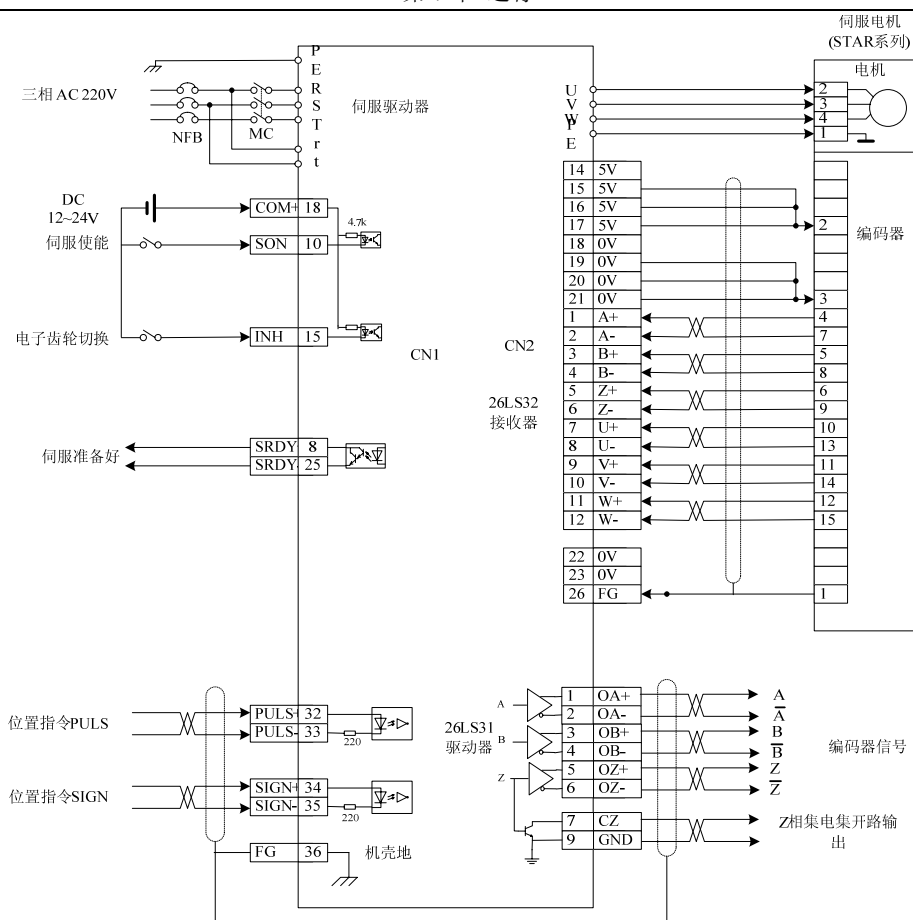 伺服电机
(STAR系列)
电机
三相 AC 220V
NFB
MC
P
E
R
S
T
r
t
伺服驱动器
U
V
W
P
E
2
3
4
1
DC
12~24V
COM+ 18
4.7k
伺服使能
SON 10
电子齿轮切换
INH 15
CN1
CN2
26LS32
接收器
编码器
14 5V
15 5V
16 5V
17 5V 2
18 0V
19 0V
20 0V
21 0V 3
1 A+ 4
2 A- 7
3 B+ 5
4 B- 8
5 Z+ 6
6 Z- 9
7 U+ 10
8 U- 13
9 V+ 11
10 V- 14
11 W+ 12
12 W- 15
22 0V
23 0V
26 FG 1
伺服准备好
SRDY 8
SRDY- 25
位置指令PULS
PULS+ 32
PULS- 33
220
位置指令SIGN
SIGN+ 34
SIGN- 35
220
FG 36
机壳地
26LS31
驱动器
A
B
Z
1 OA+ A
2 OA- A̅
3 OB+ B
4 OB- B̅
5 OZ+ Z
6 OZ- Z̅
7 CZ
9 GND
编码器信号
Z相集电集开路输
出